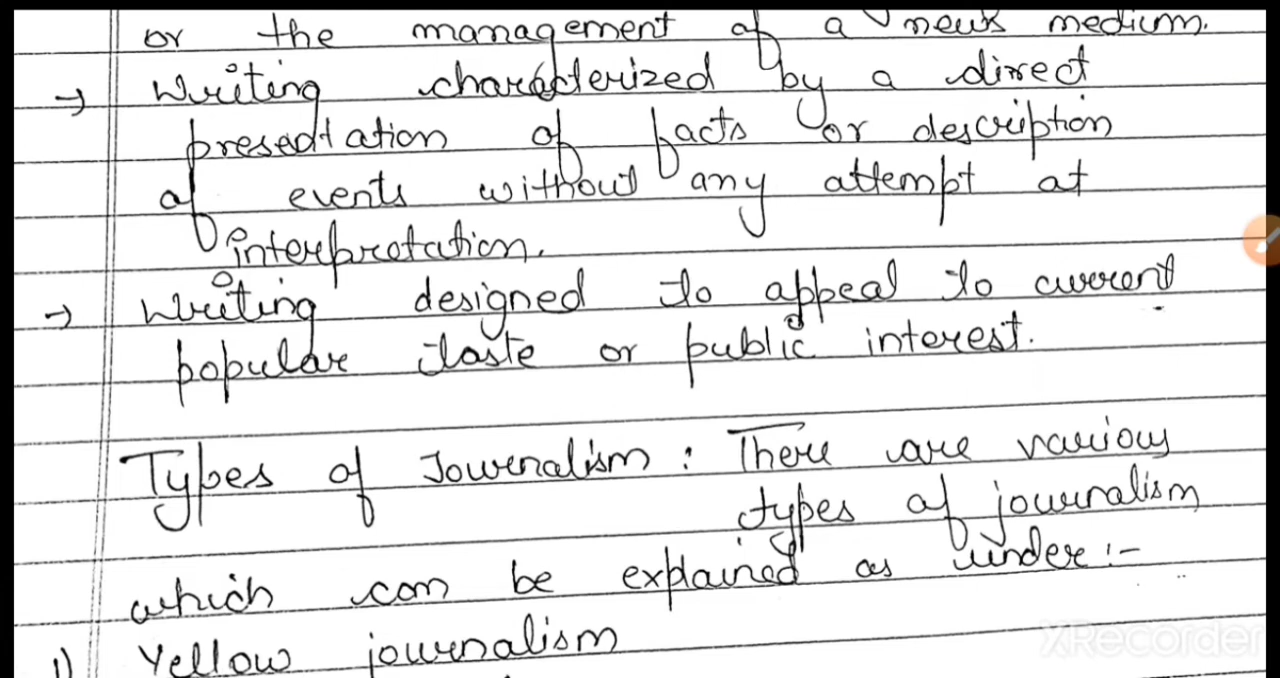 or the management of a news medium.
→ Writing characterized by a direct
presentation of facts or description
of events without any attempt at
interpretation.
→ Writing designed to appeal to current
popular taste or public interest.
Types of Journalism : There are various
types of journalism
which can be explained as under :-
1) Yellow journalism
XRecorder